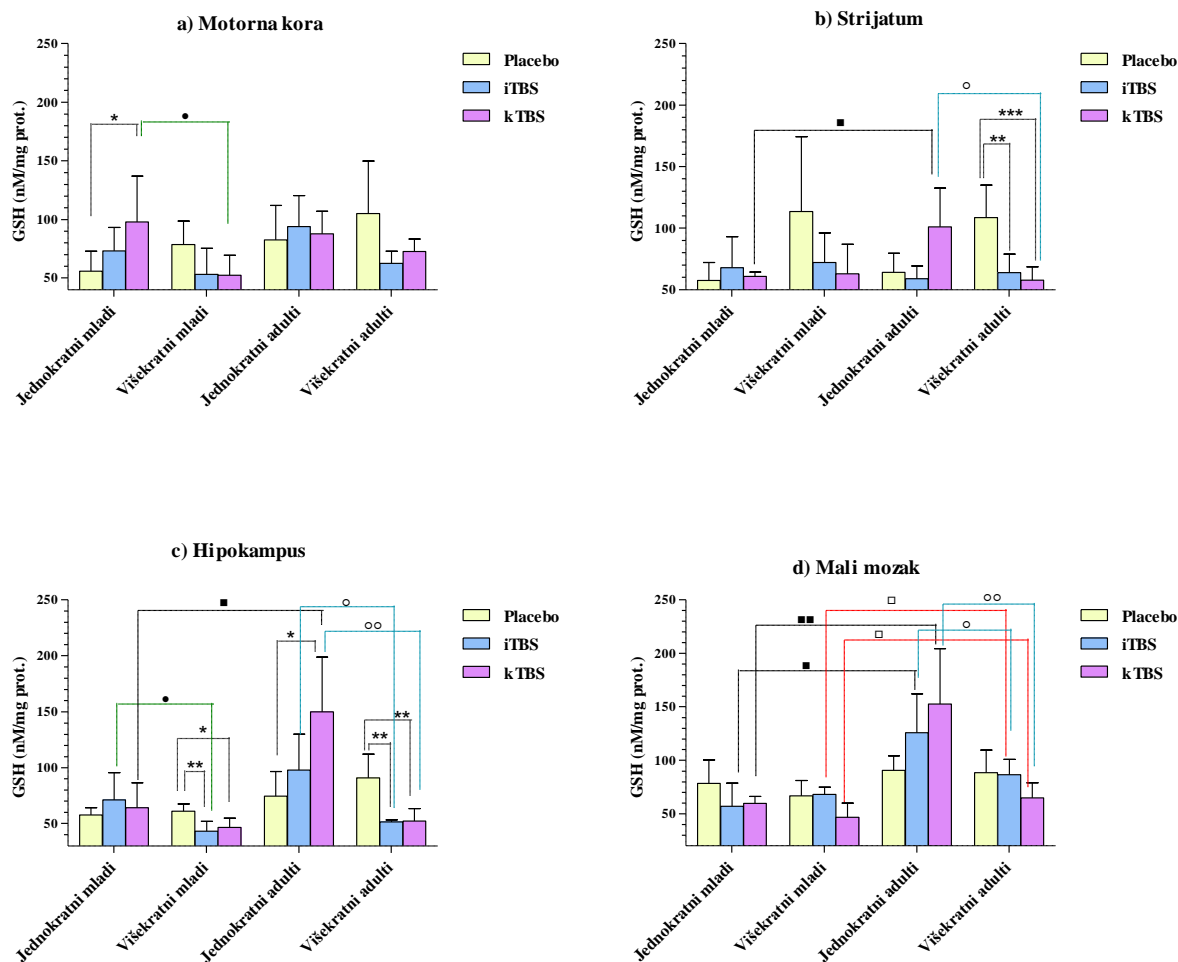 a) Motorna kora
GSH (nM/mg prot.)
250
200
150
100
50
*
●
Placebo
iTBS
kTBS
Jednokratni mladi
Višekratni mladi
Jednokratni adulti
Višekratni adulti
b) Strijatum
GSH (nM/mg prot.)
250
200
150
100
50
■
○
***
**
Placebo
iTBS
kTBS
Jednokratni mladi
Višekratni mladi
Jednokratni adulti
Višekratni adulti
c) Hipokampus
GSH (nM/mg prot.)
250
200
150
100
50
■
○
○○
*
●
*
**
**
**
Placebo
iTBS
kTBS
Jednokratni mladi
Višekratni mladi
Jednokratni adulti
Višekratni adulti
d) Mali mozak
GSH (nM/mg prot.)
250
200
150
100
50
□
○○
■■
□
○
■
Placebo
iTBS
kTBS
Jednokratni mladi
Višekratni mladi
Jednokratni adulti
Višekratni adulti